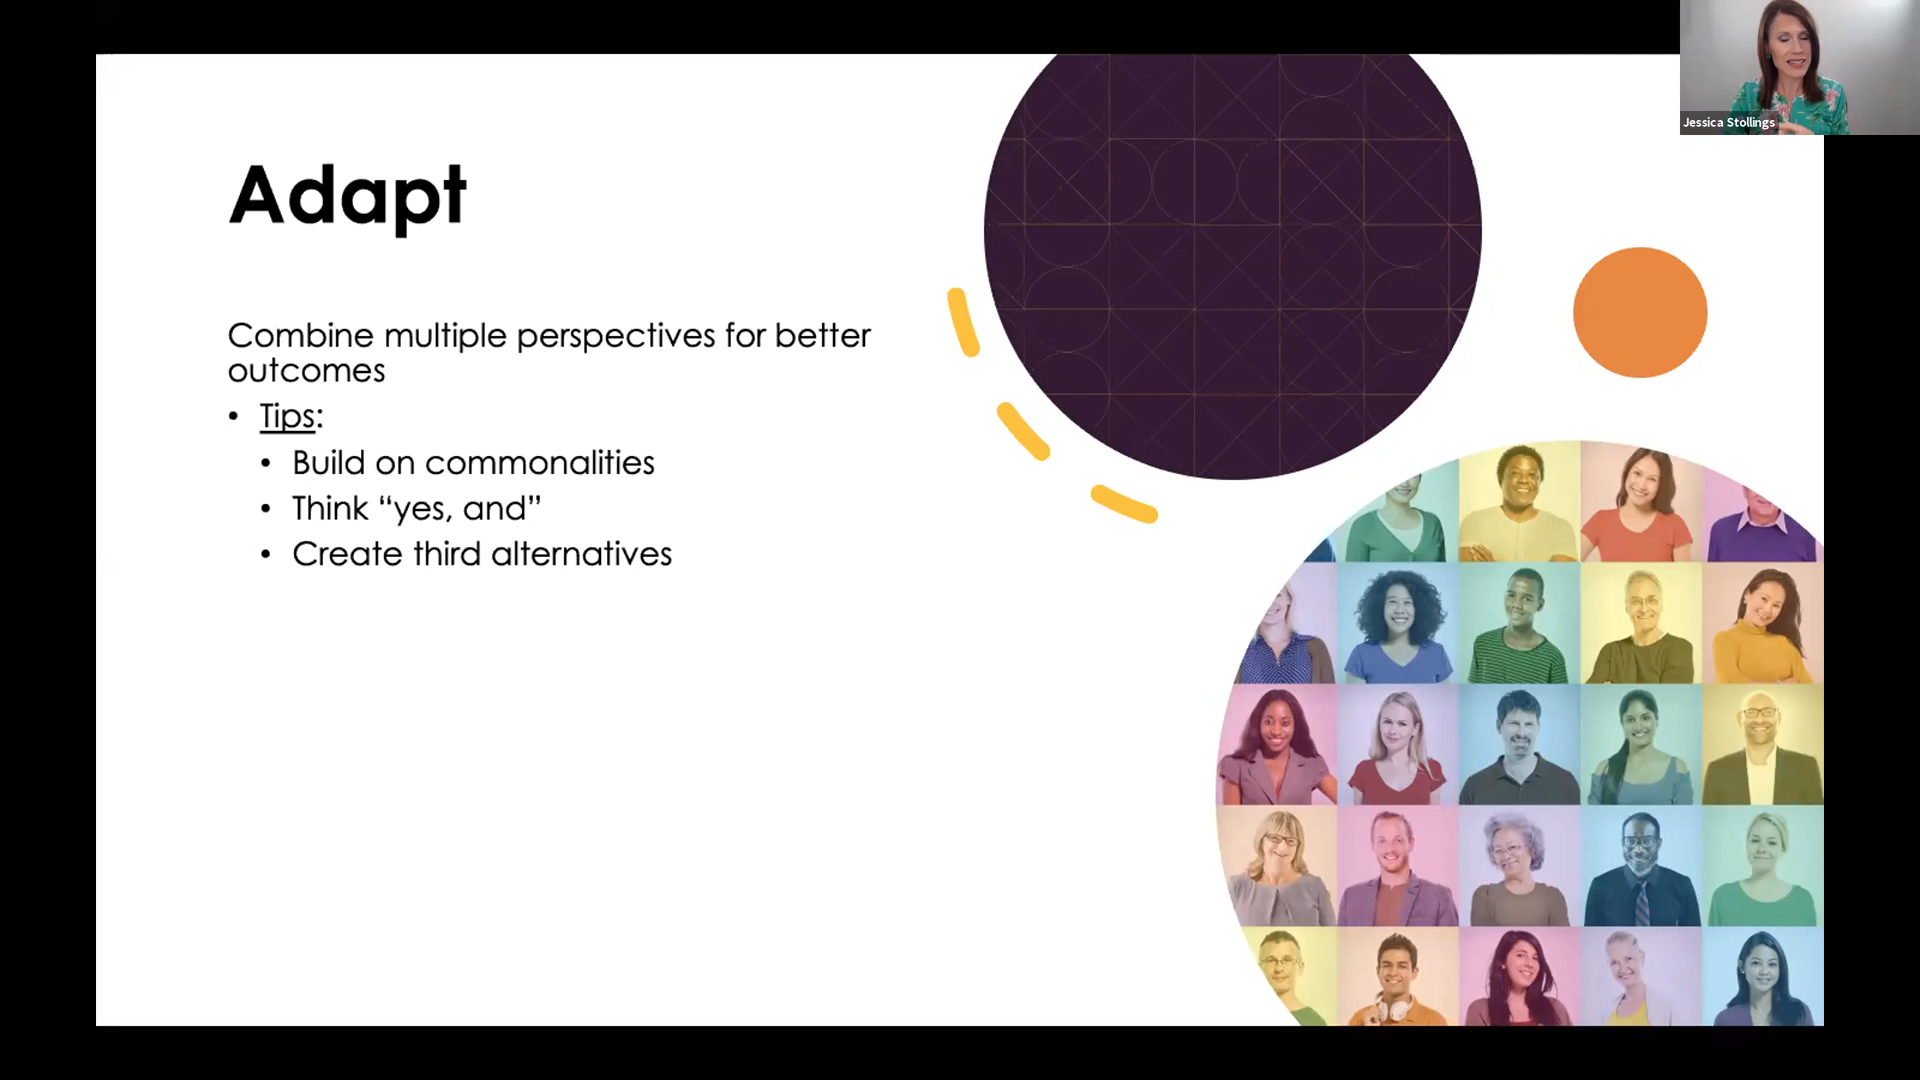 Jessica Stollings
Adapt
Combine multiple perspectives for better
outcomes
• Tips:
• Build on commonalities
• Think “yes, and”
• Create third alternatives